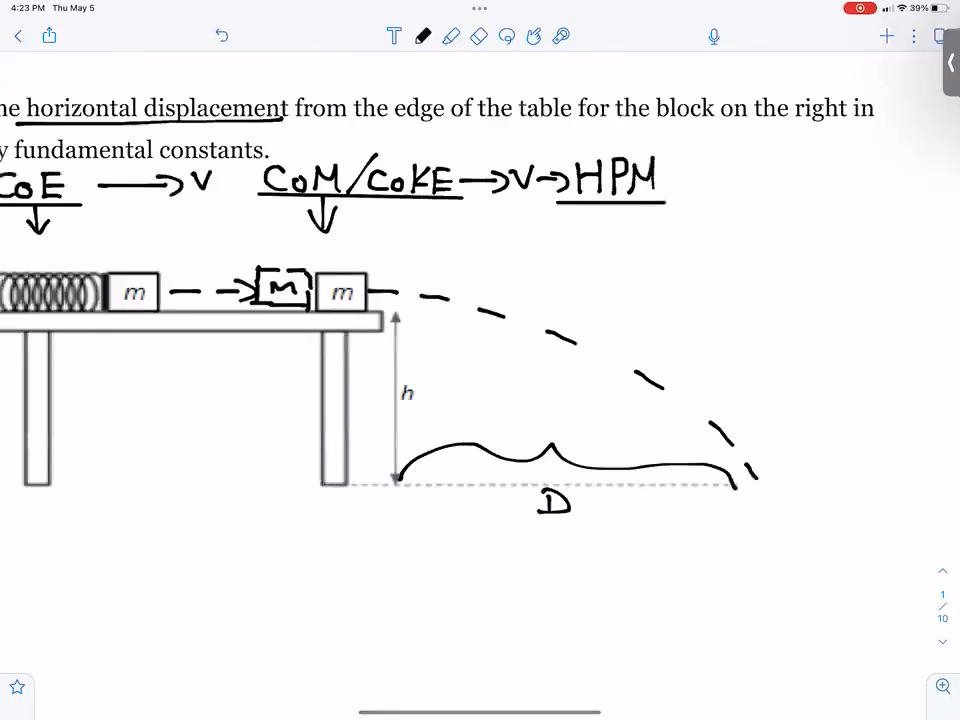 4:23 PM Thu May 5
39%
horizontal displacement from the edge of the table for the block on the right in
fundamental constants.
CoE → V CoM/CoKE → V → HPM
m m m
h
D
1
/
10